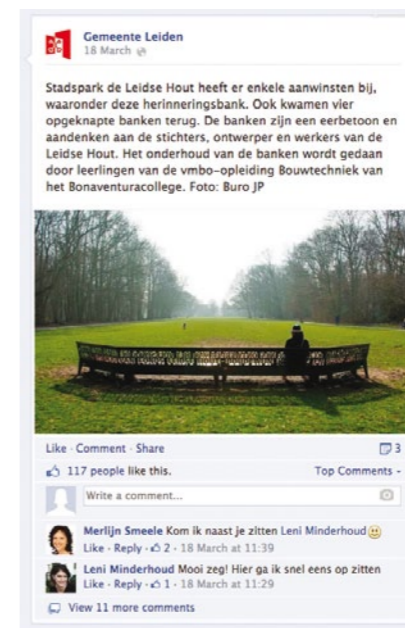 Gemeente Leiden
18 March
Stadspark de Leidse Hout heeft er enkele aanwinsten bij,
waaronder deze herinneringsbank. Ook kwamen vier
opgeknapte banken terug. De banken zijn een eerbetoon en
aandenken aan de stichters, ontwerper en werkers van de
Leidse Hout. Het onderhoud van de banken wordt gedaan
door leerlingen van de vmbo-opleiding Bouwtechniek van
het Bonaventuracollege. Foto: Buro JP
Like · Comment · Share 3
117 people like this. Top Comments
Write a comment...
Merlijn Smeele Kom ik naast je zitten Leni Minderhoud
Like · Reply · 2 · 18 March at 11:39
Leni Minderhoud Mooi zeg! Hier ga ik snel eens op zitten
Like · Reply · 1 · 18 March at 11:29
View 11 more comments